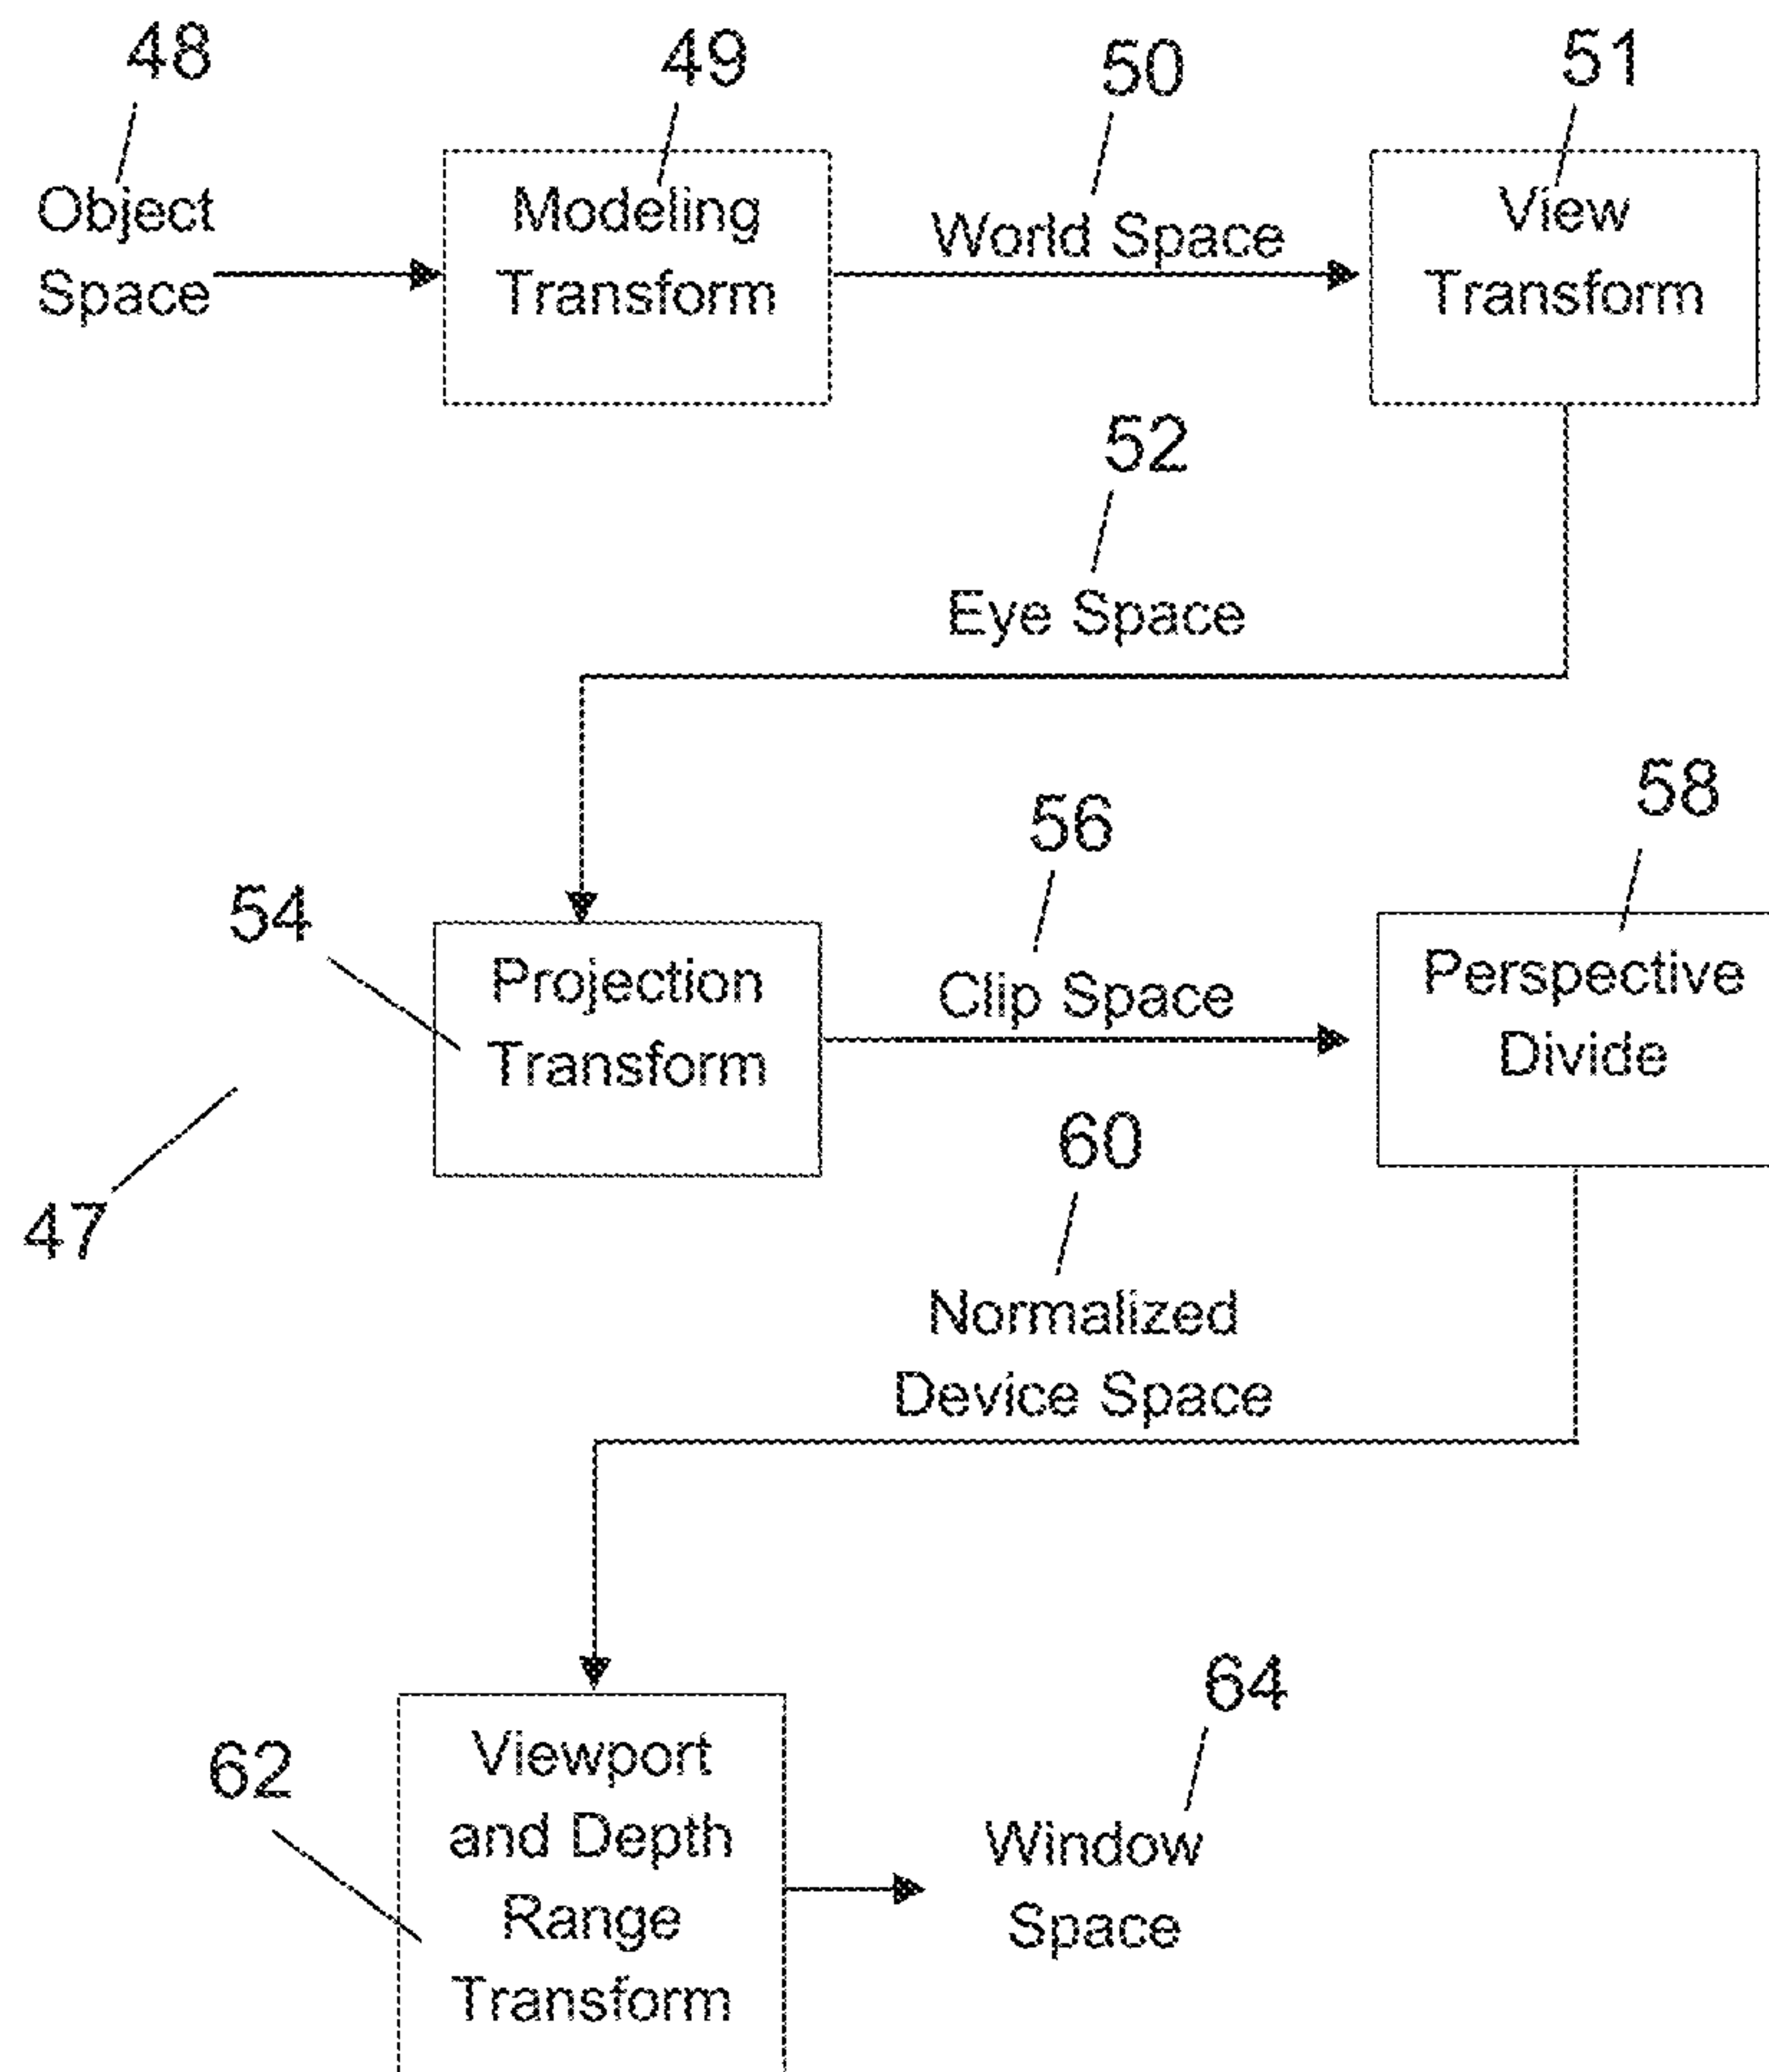 48
49
50
51
Object
Space
Modeling
Transform
World Space
View
Transform
52
Eye Space
54
56
58
Projection
Transform
Clip Space
Perspective
Divide
47
60
Normalized
Device Space
62
64
Viewport
and Depth
Range
Transform
Window
Space